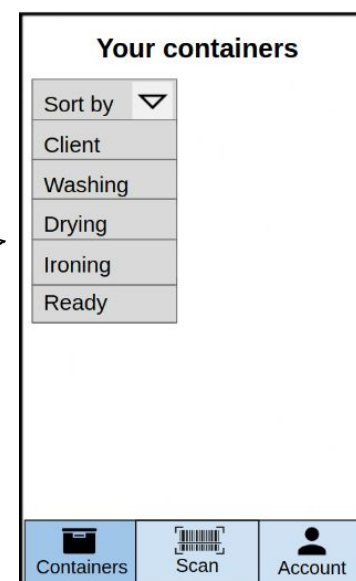 Your containers
Sort by
Client
Washing
Drying
Ironing
Ready
Containers Scan Account